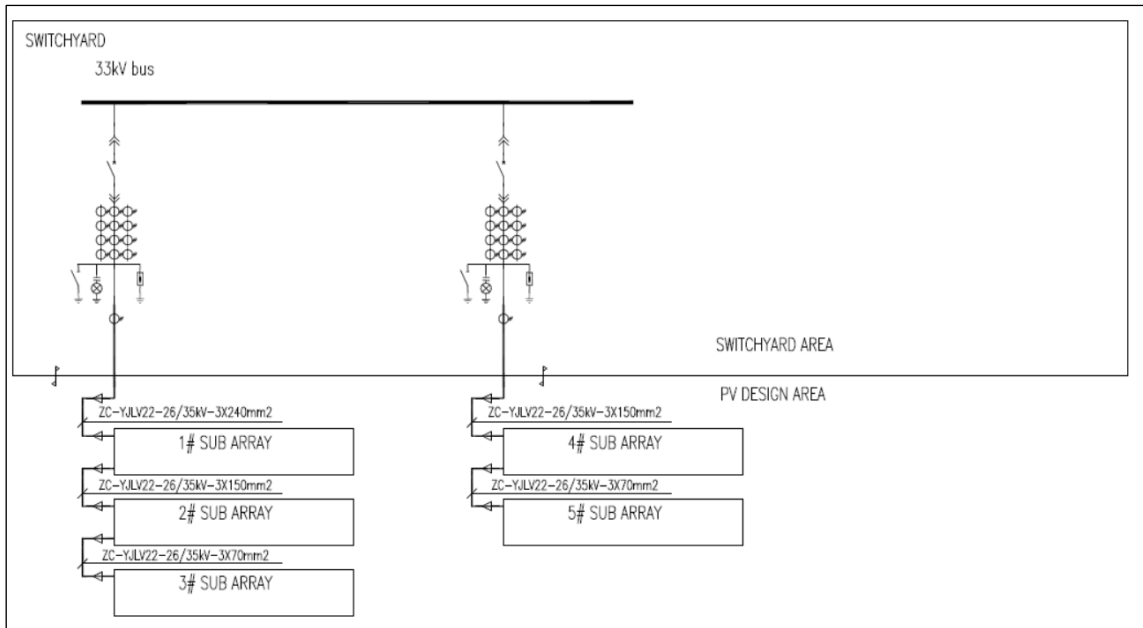 SWITCHYARD
33kV bus
SWITCHYARD AREA
PV DESIGN AREA
ZC-YJLV22-26/35kV-3X240mm2
1# SUB ARRAY
ZC-YJLV22-26/35kV-3X150mm2
2# SUB ARRAY
ZC-YJLV22-26/35kV-3X70mm2
3# SUB ARRAY
ZC-YJLV22-26/35kV-3X150mm2
4# SUB ARRAY
ZC-YJLV22-26/35kV-3X70mm2
5# SUB ARRAY